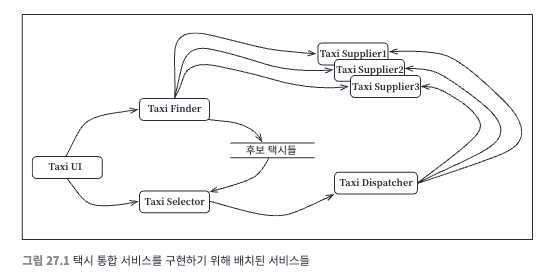 Taxi Supplier1
Taxi Supplier2
Taxi Supplier3
Taxi Finder
후보 택시들
Taxi UI
Taxi Dispatcher
Taxi Selector
그림 27.1 택시 통합 서비스를 구현하기 위해 배치된 서비스들